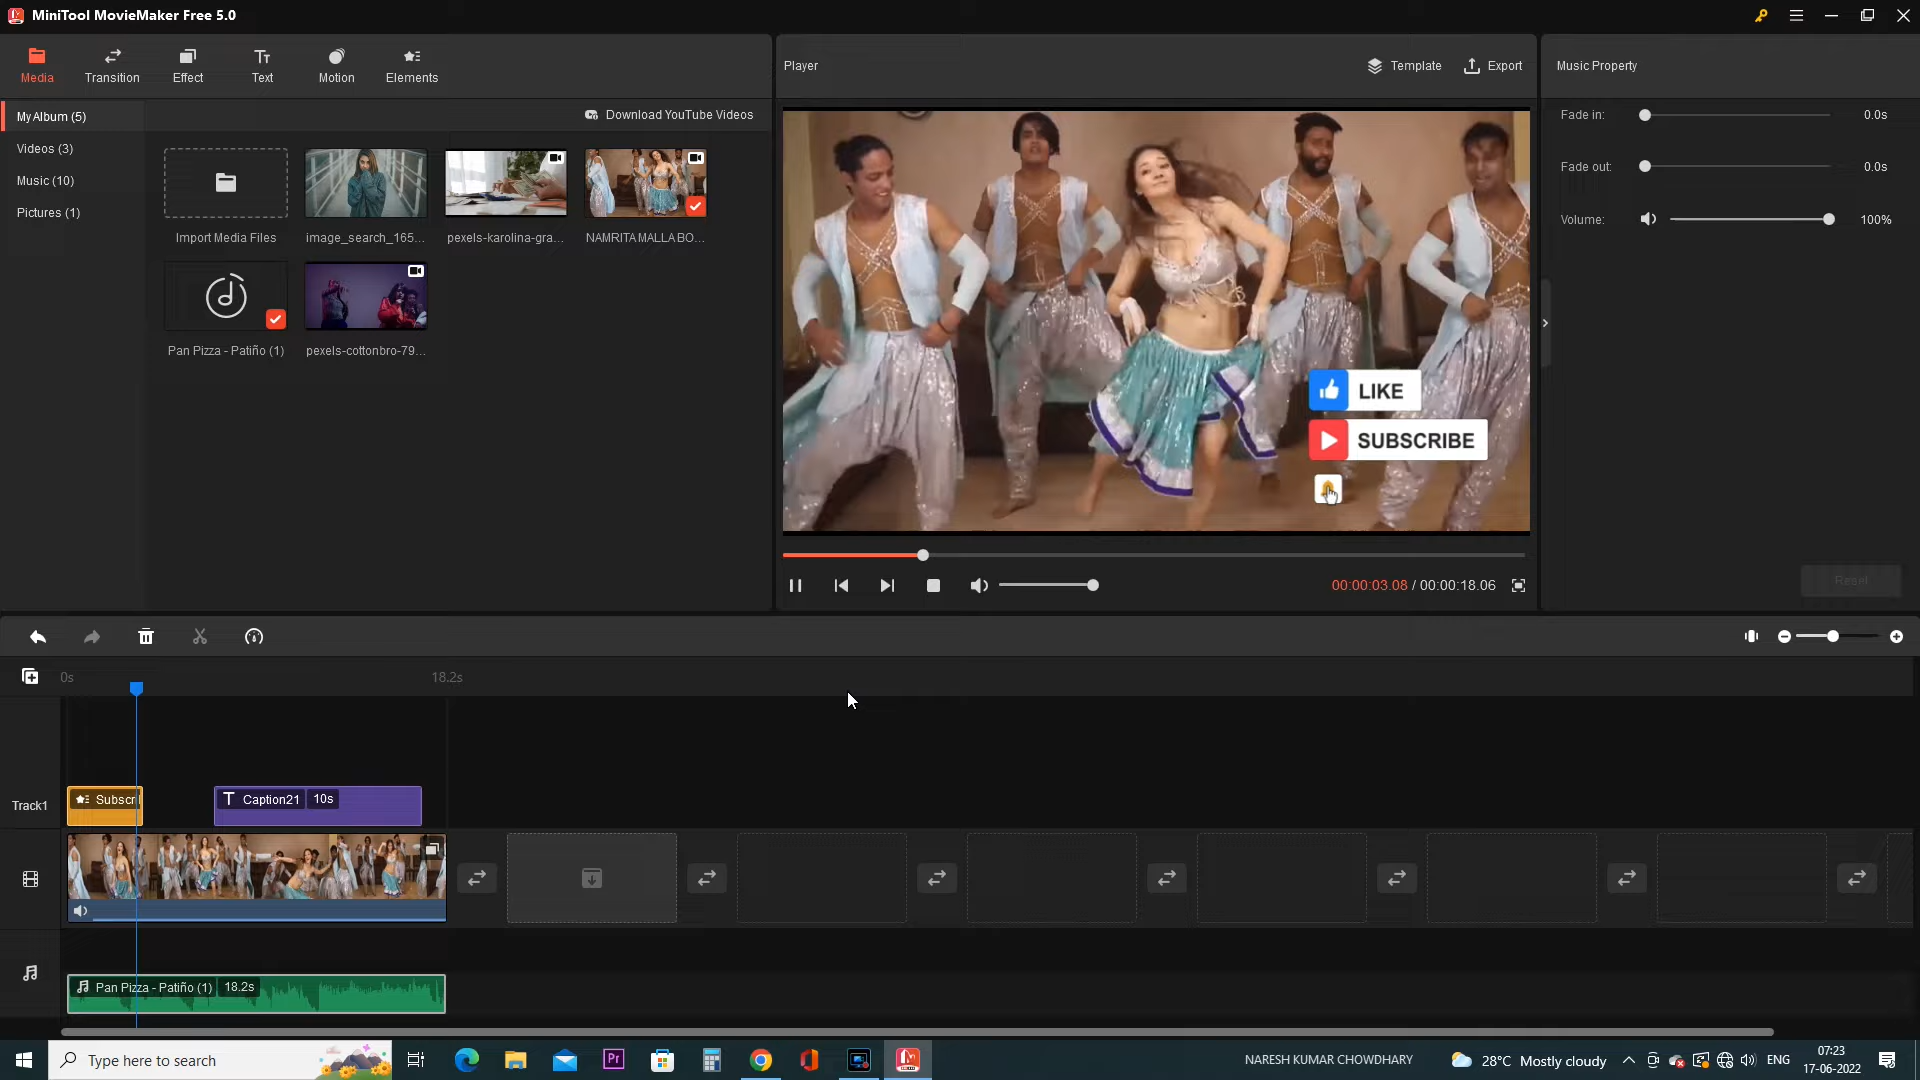 MiniTool MovieMaker Free 5.0
Media
Transition
Effect
Text
Motion
Elements
Player
Template
Export
Music Property
My Album (5)
Download YouTube Videos
Videos (3)
Music (10)
Pictures (1)
Import Media Files
image_search_165...
pexels-karolina-gra...
NAMRITA MALLA BO...
Pan Pizza - Patiño (1)
pexels-cottonbro-79...
Fade in:
0.0s
Fade out:
0.0s
Volume:
100%
LIKE
SUBSCRIBE
00:00:03.08 / 00:00:18.06
Reset
0s
18.2s
Track1
Subscri
Caption21
10s
Pan Pizza - Patiño (1)
18.2s
Type here to search
Pr
NARESH KUMAR CHOWDHARY
28°C Mostly cloudy
ENG
07:23
17-06-2022